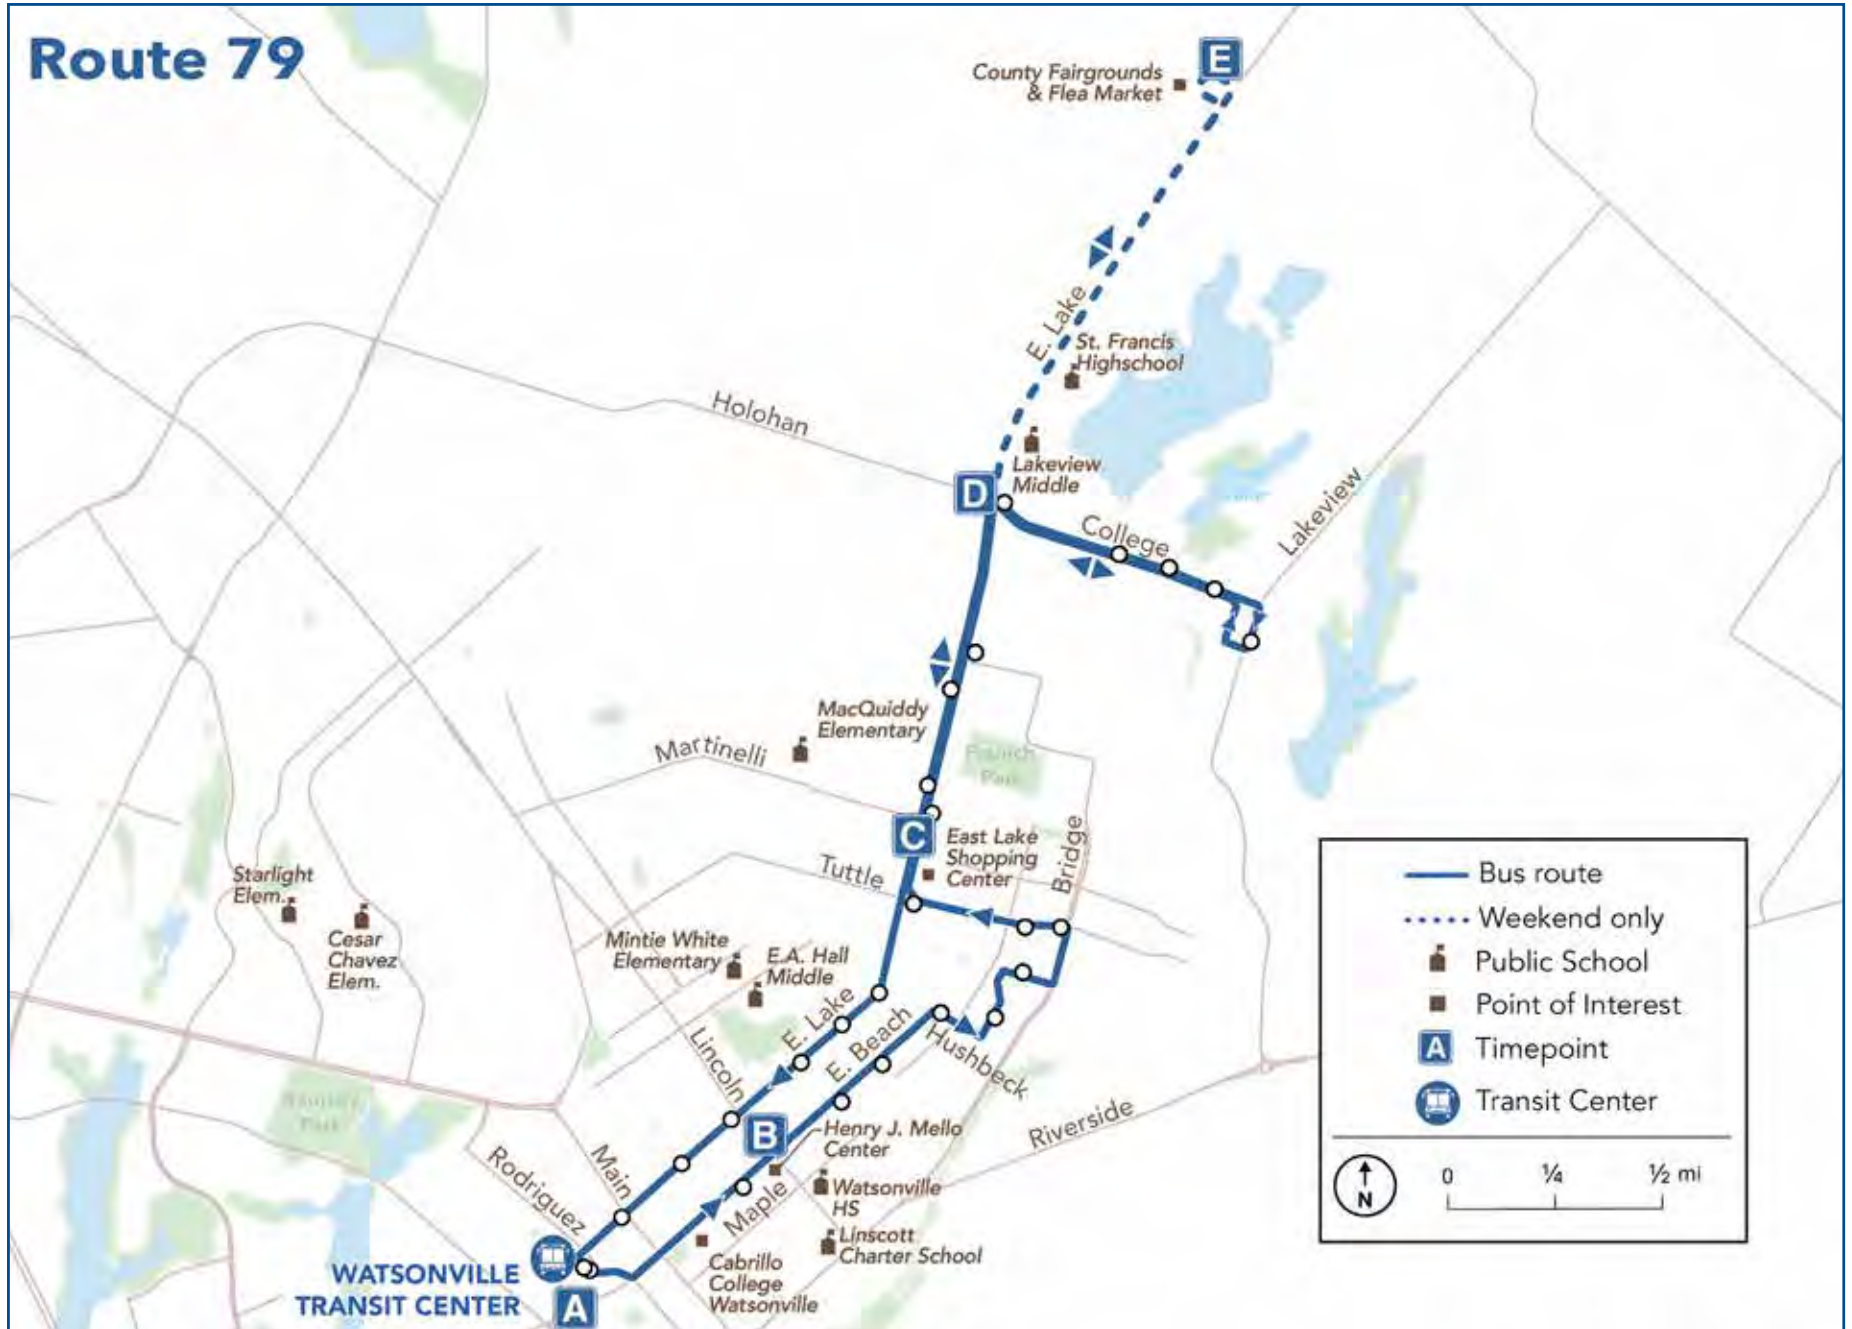 Route 79
E
County Fairgrounds
& Flea Market
E. Lake
St. Francis
Highschool
Holohan
Lakeview
Middle
D
College
Lakeview
MacQuiddy
Elementary
Martinelli
Park
C
East Lake
Shopping
Center
Tuttle
Bridge
Starlight
Elem.
Cesar
Chavez
Elem.
Mintie White
Elementary
E.A. Hall
Middle
E. Lake
E. Beach
Hushbeck
Lincoln
B
Henry J. Mello
Center
Riverside
Park
Main
Rodriguez
Maple
Watsonville
HS
Linscott
Charter School
Cabrillo
College
Watsonville
WATSONVILLE
TRANSIT CENTER
A
Bus route
Weekend only
Public School
Point of Interest
A Timepoint
Transit Center
N
0 ¼ ½ mi